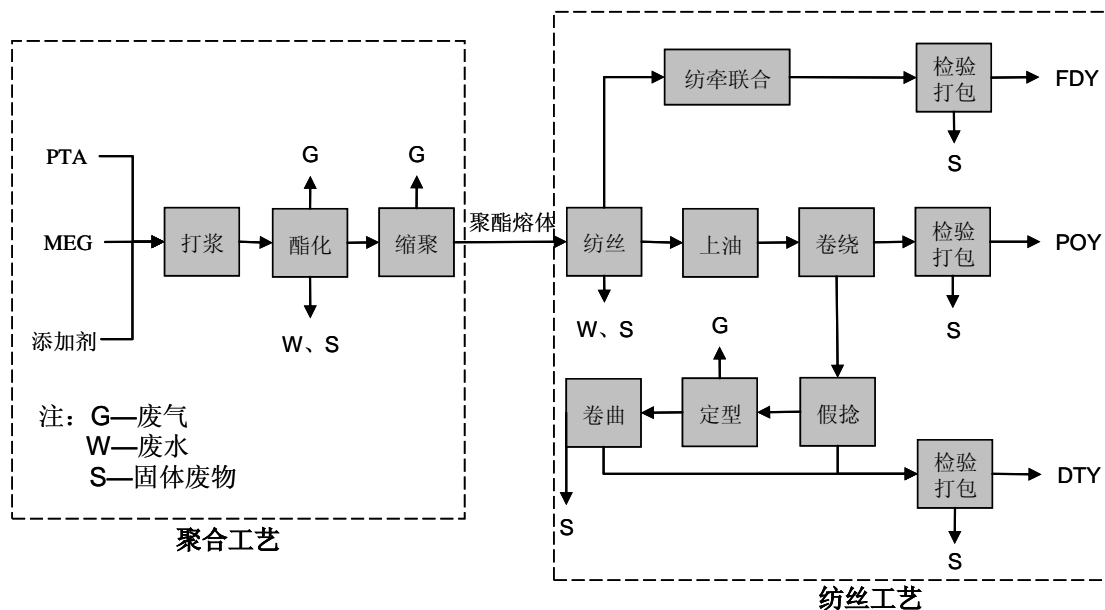 纺牵联合
检验
打包
FDY
S
PTA
G
G
聚酯熔体
MEG
打浆
酯化
缩聚
纺丝
上油
卷绕
检验
打包
POY
添加剂
W、S
W、S
G
S
注：G—废气
W—废水
S—固体废物
卷曲
定型
假捻
检验
打包
DTY
S
S
聚合工艺
纺丝工艺